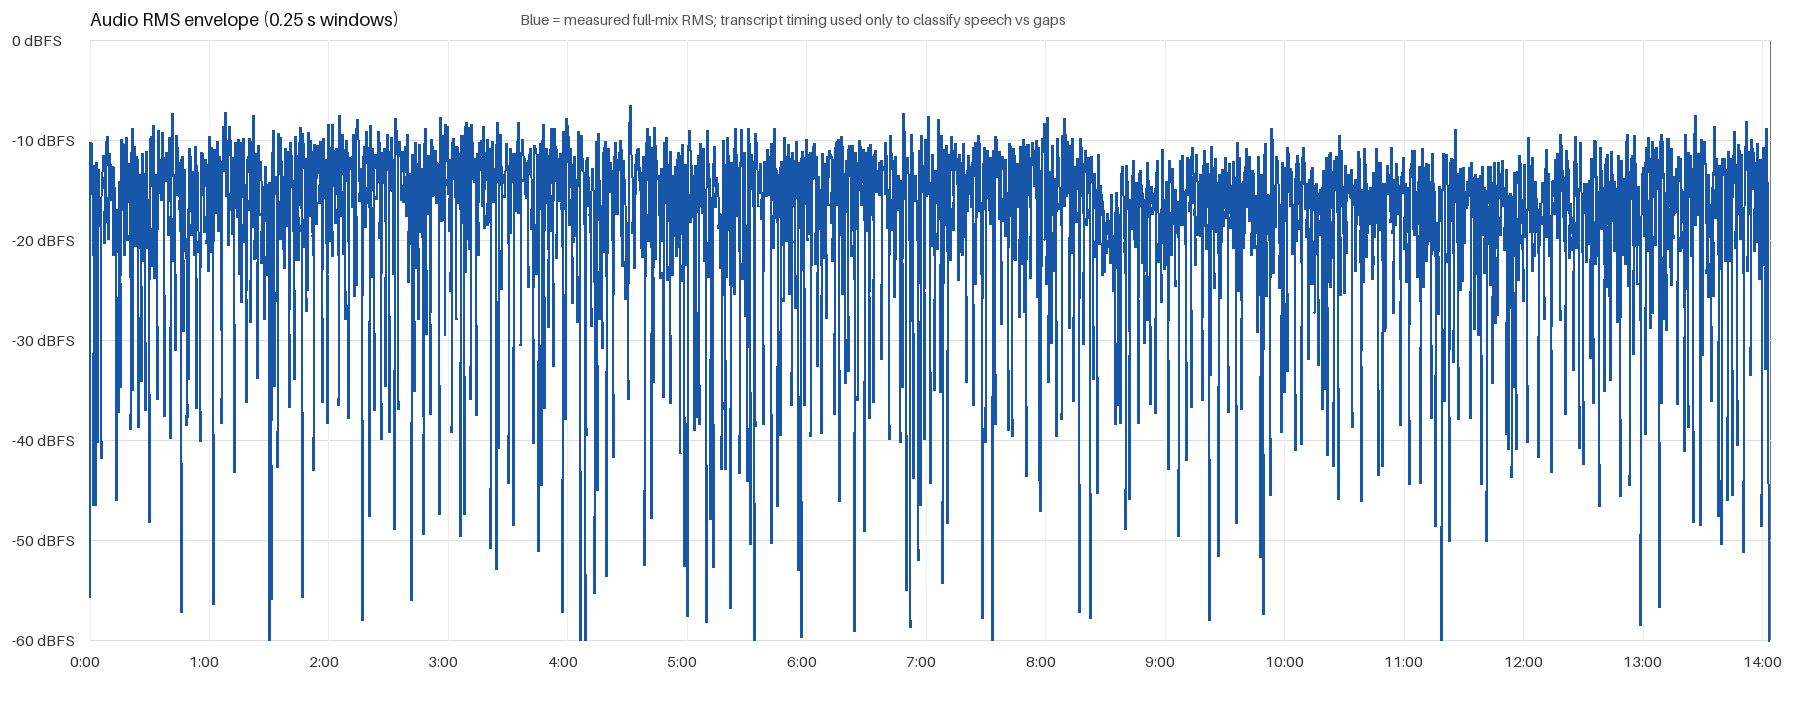 Audio RMS envelope (0.25 s windows)
Blue = measured full-mix RMS; transcript timing used only to classify speech vs gaps
0 dBFS
-10 dBFS
-20 dBFS
-30 dBFS
-40 dBFS
-50 dBFS
-60 dBFS
0:00 1:00 2:00 3:00 4:00 5:00 6:00 7:00 8:00 9:00 10:00 11:00 12:00 13:00 14:00